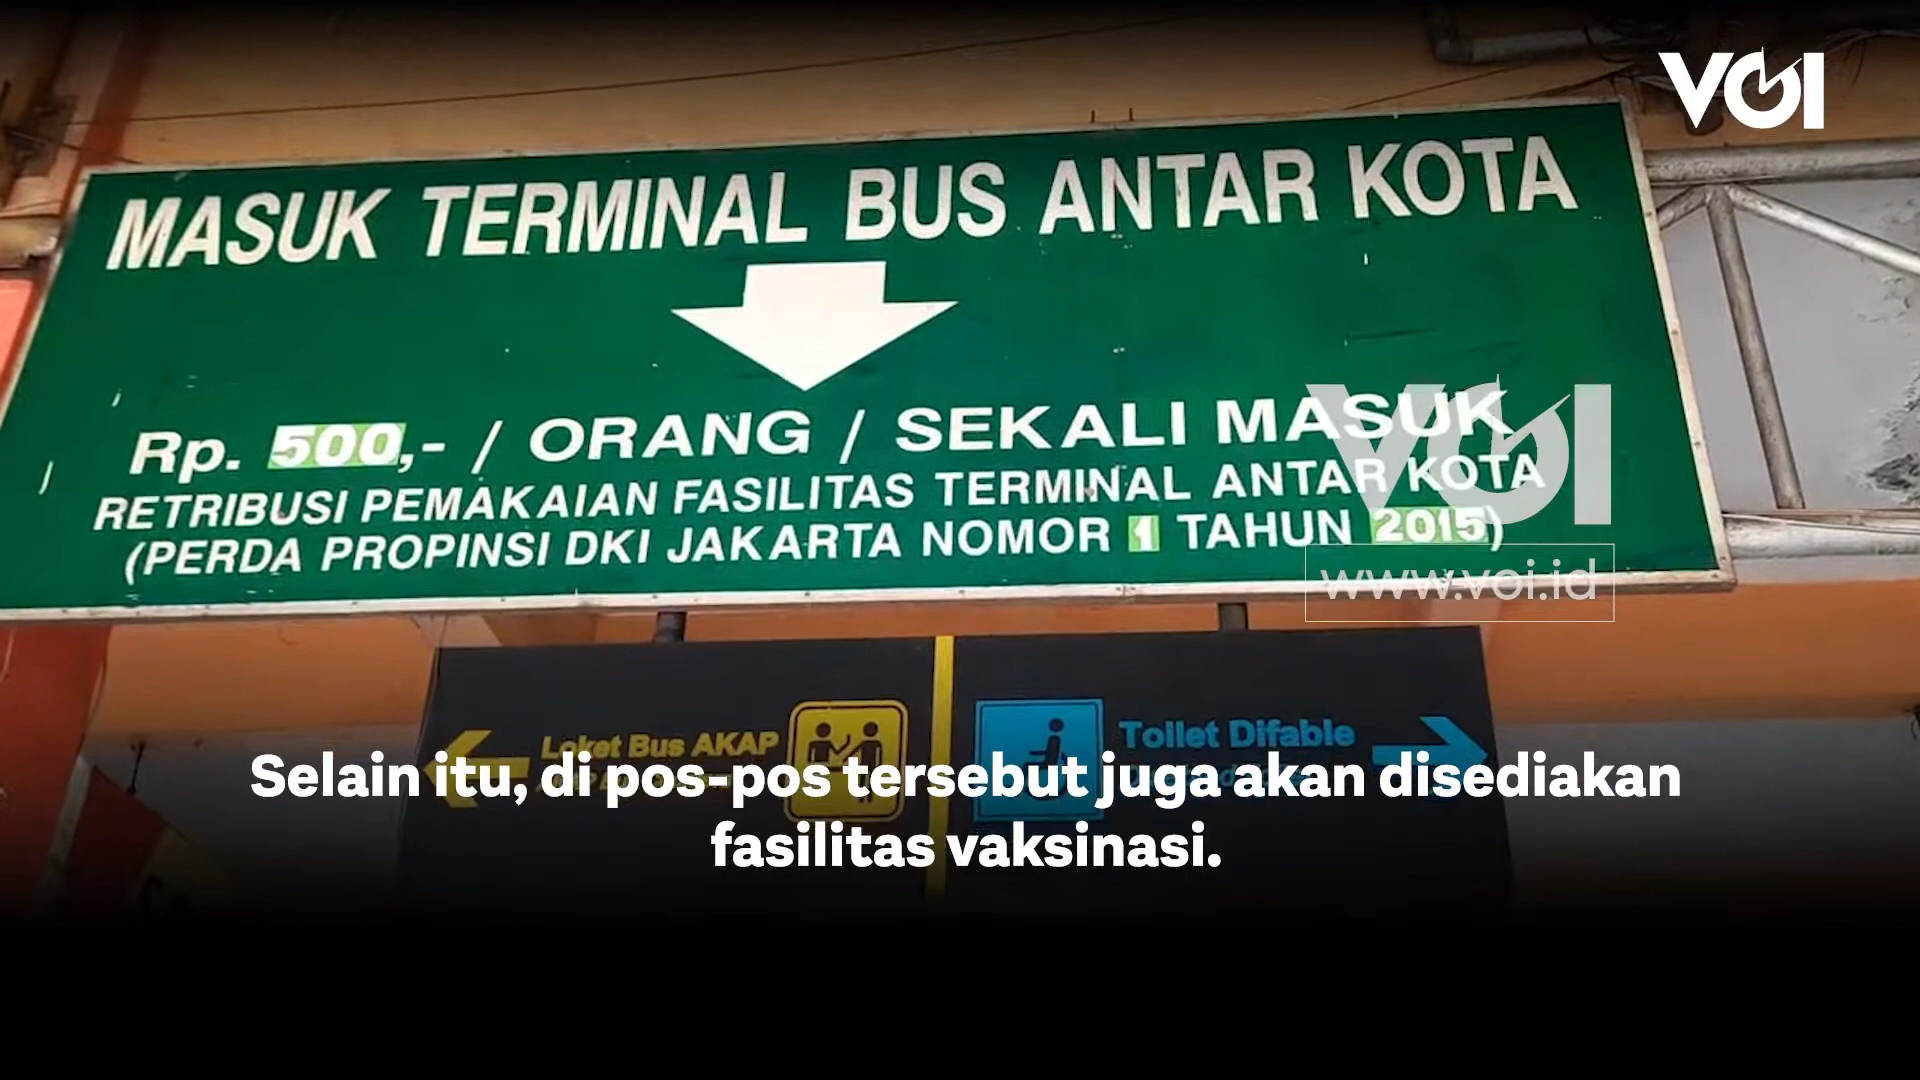 VOI
MASUK TERMINAL BUS ANTAR KOTA
Rp. 500,- / ORANG / SEKALI MASUK
RETRIBUSI PEMAKAIAN FASILITAS TERMINAL ANTAR KOTA
(PERDA PROPINSI DKI JAKARTA NOMOR 1 TAHUN 2015)
VOI
www.voi.id
Loket Bus AKAP
Toilet Difable
Selain itu, di pos-pos tersebut juga akan disediakan
fasilitas vaksinasi.